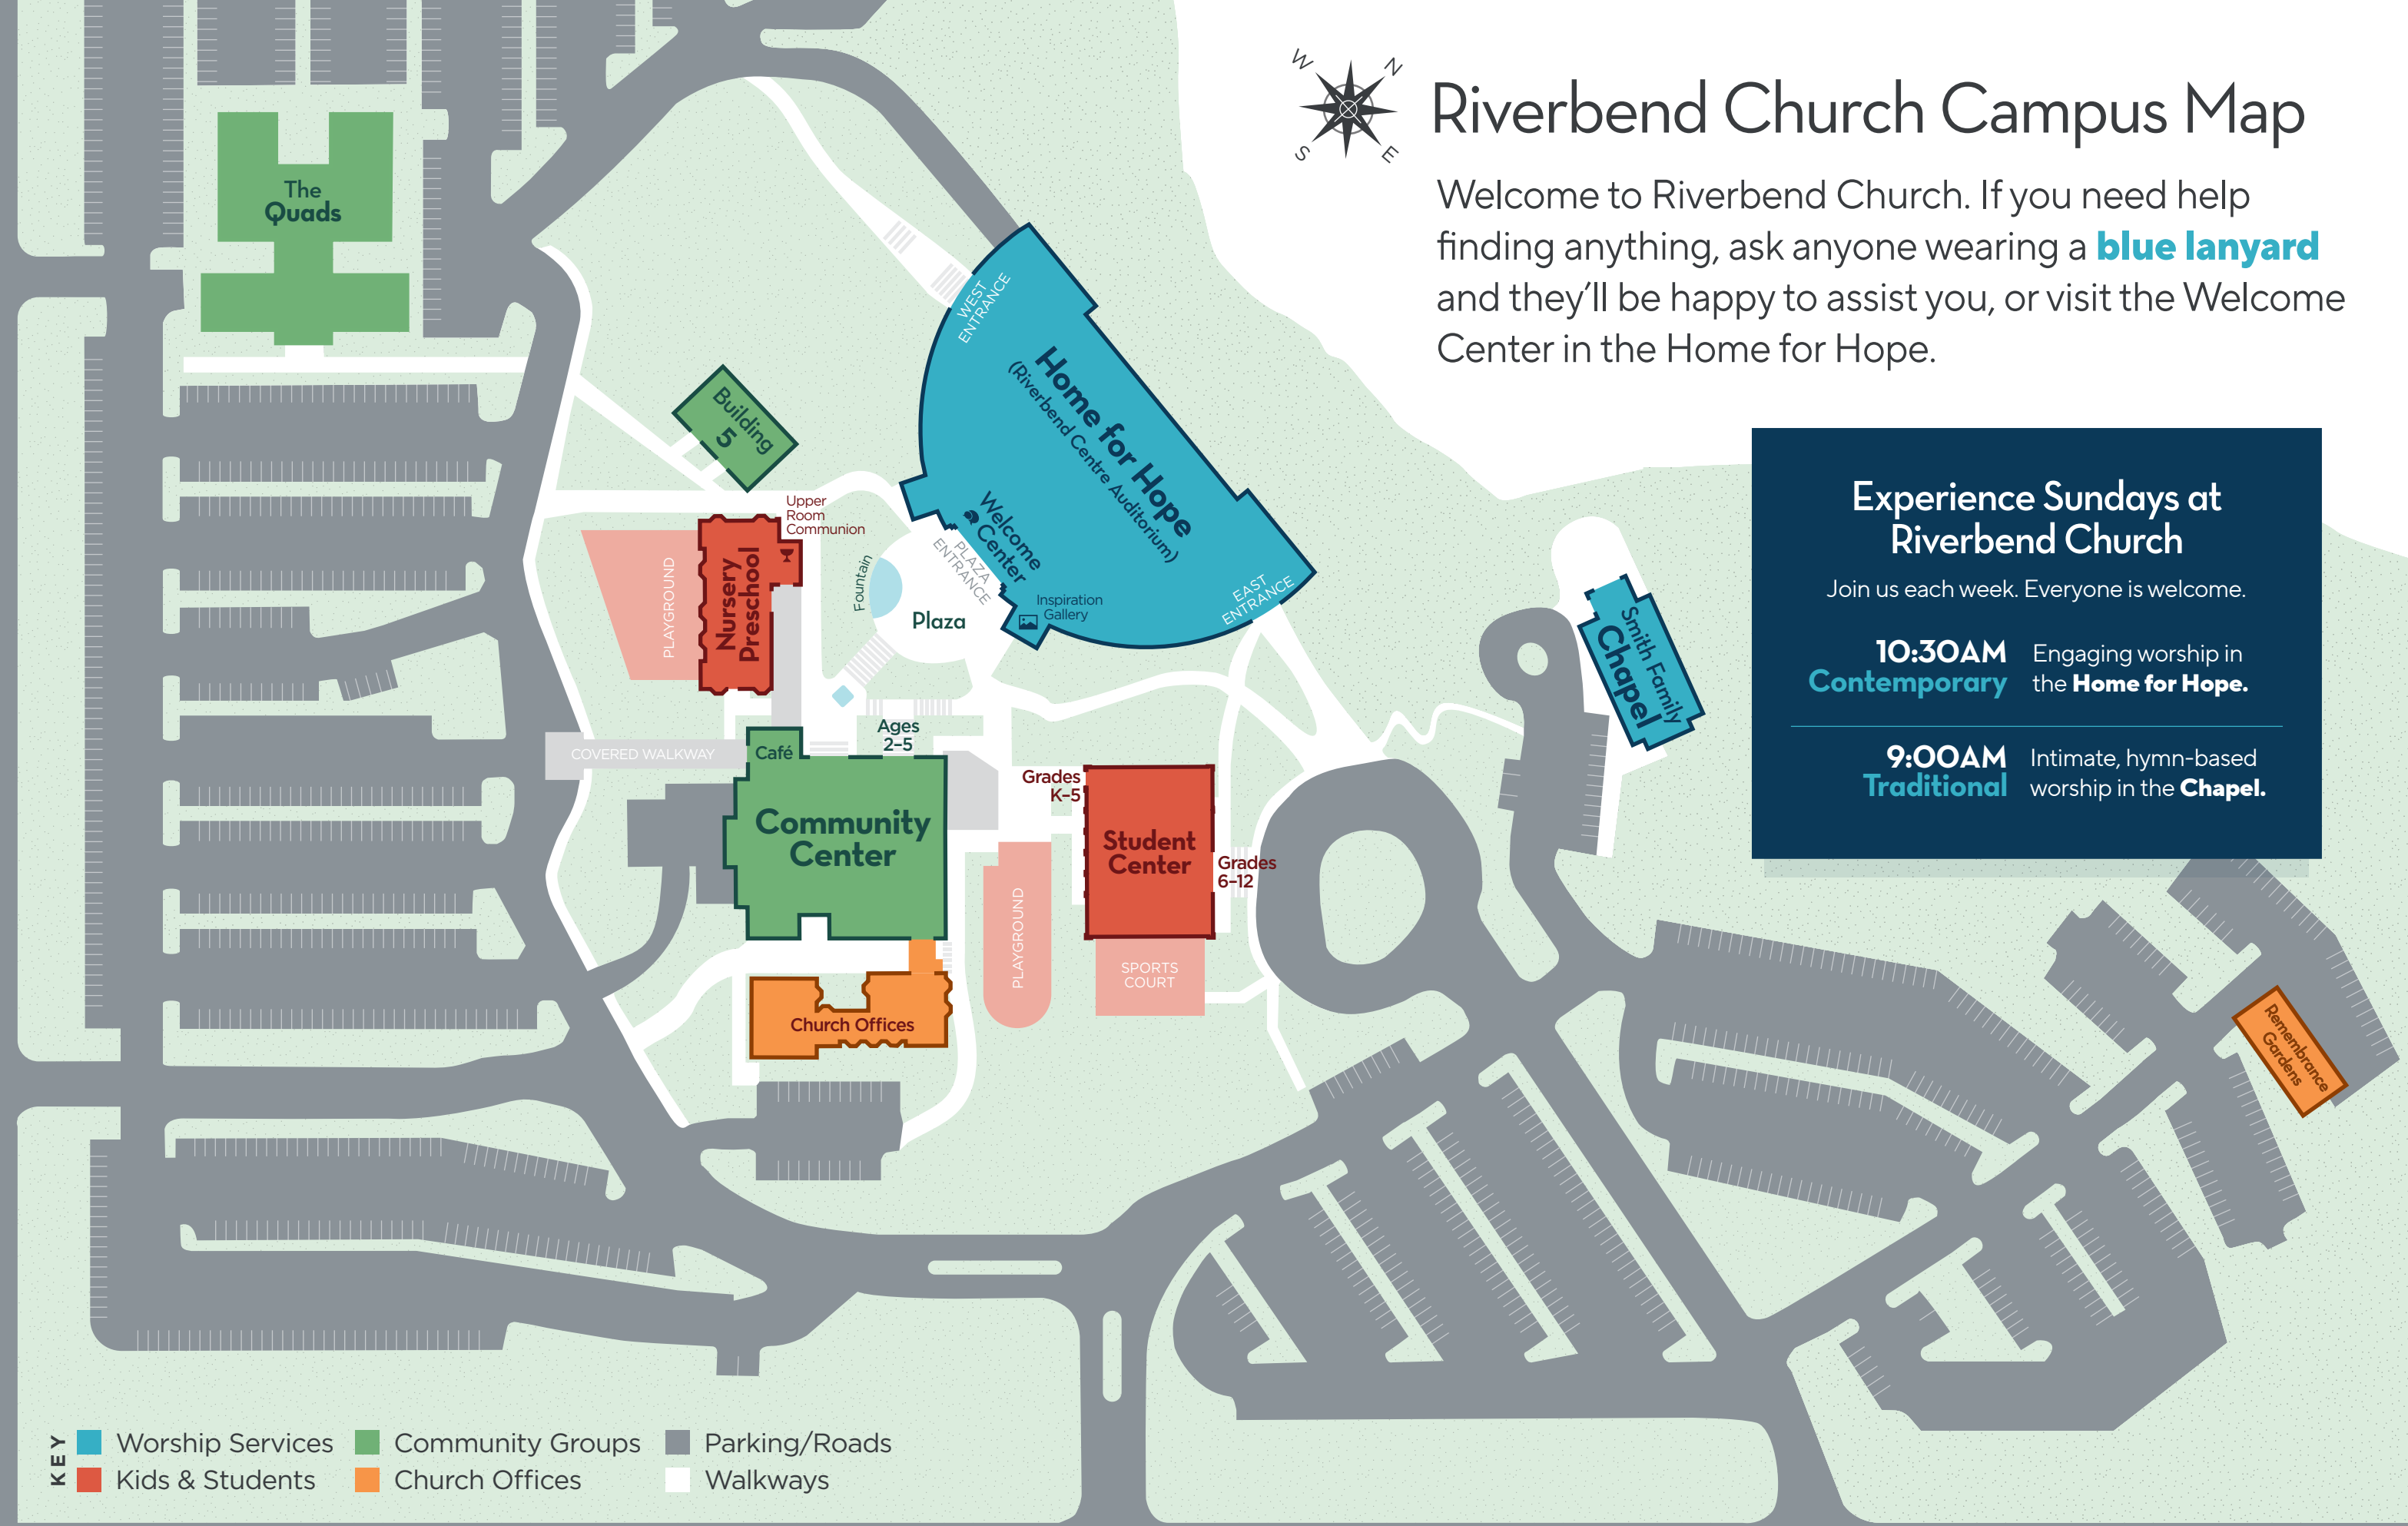 W
N
S
E
Riverbend Church Campus Map
Welcome to Riverbend Church. If you need help
finding anything, ask anyone wearing a blue lanyard
and they'll be happy to assist you, or visit the Welcome
Center in the Home for Hope.
Experience Sundays at
Riverbend Church
Join us each week. Everyone is welcome.
10:30AM
Contemporary
Engaging worship in
the Home for Hope.
9:00AM
Traditional
Intimate, hymn-based
worship in the Chapel.
The
Quads
Building
5
WEST
ENTRANCE
Home for Hope
(Riverbend Centre Auditorium)
Welcome
Center
PLAZA
ENTRANCE
EAST
ENTRANCE
Inspiration
Gallery
Upper
Room
Communion
Nursery
Preschool
PLAYGROUND
Fountain
Plaza
Smith Family
Chapel
COVERED WALKWAY
Café
Ages
2-5
Community
Center
Grades
K-5
Student
Center
Grades
6-12
PLAYGROUND
SPORTS
COURT
Church Offices
Remembrance
Gardens
KEY
Worship Services
Kids & Students
Community Groups
Church Offices
Parking/Roads
Walkways